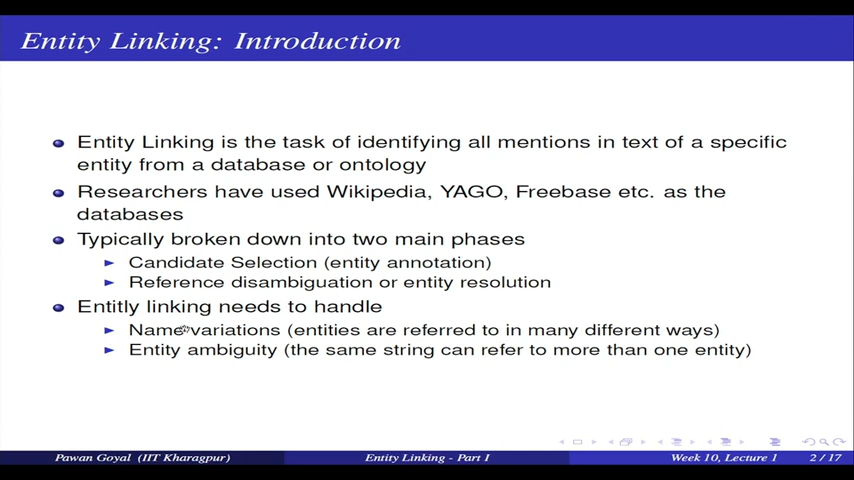 Entity Linking: Introduction
Entity Linking is the task of identifying all mentions in text of a specific
entity from a database or ontology
Researchers have used Wikipedia, YAGO, Freebase etc. as the
databases
Typically broken down into two main phases
Candidate Selection (entity annotation)
Reference disambiguation or entity resolution
Entitly linking needs to handle
Name variations (entities are referred to in many different ways)
Entity ambiguity (the same string can refer to more than one entity)
Pawan Goyal (IIT Kharagpur)
Entity Linking - Part I
Week 10, Lecture 1
2 / 17